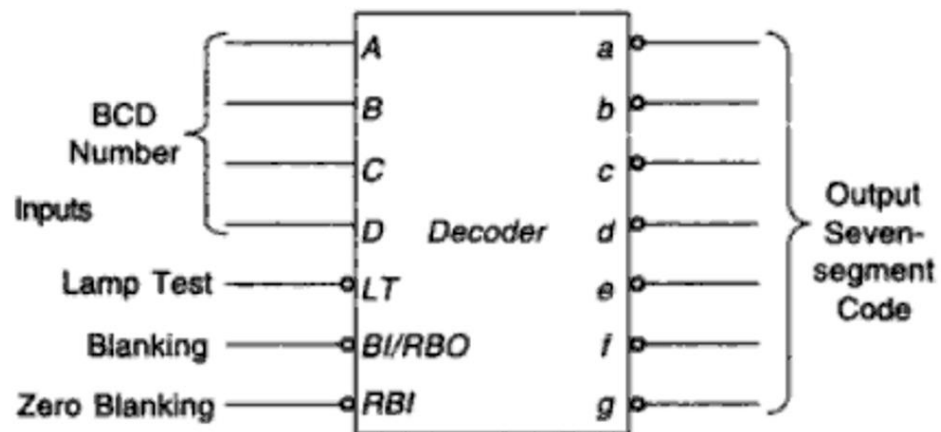 BCD
Number
Inputs
Lamp Test
Blanking
Zero Blanking
A
B
C
D
LT
BI/RBO
RBI
Decoder
a
b
c
d
e
f
g
Output
Seven-
segment
Code